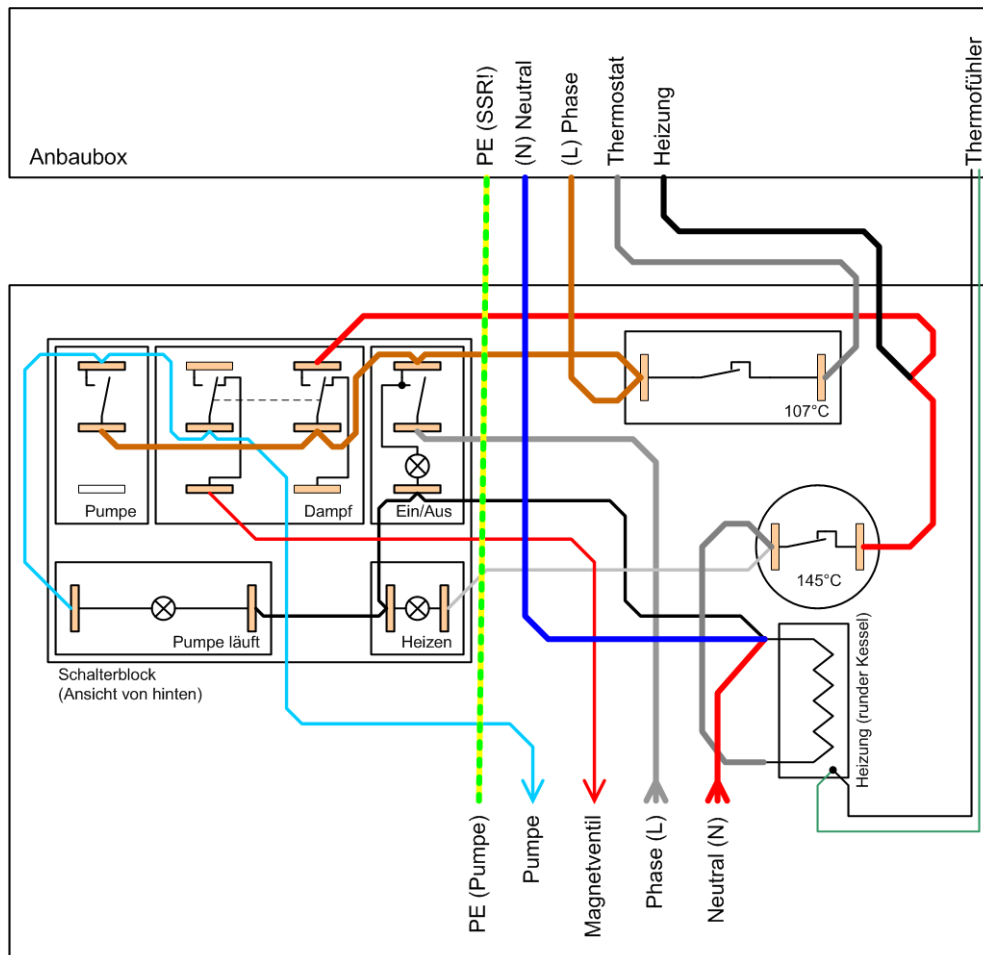 Anbaubox
PE (SSR!)
(N) Neutral
(L) Phase
Thermostat
Heizung
Thermofühler
107°C
Pumpe
Dampf
Ein/Aus
145°C
Pumpe läuft
Heizen
Schalterblock
(Ansicht von hinten)
Heizung (runder Kessel)
PE (Pumpe)
Pumpe
Magnetventil
Phase (L)
Neutral (N)